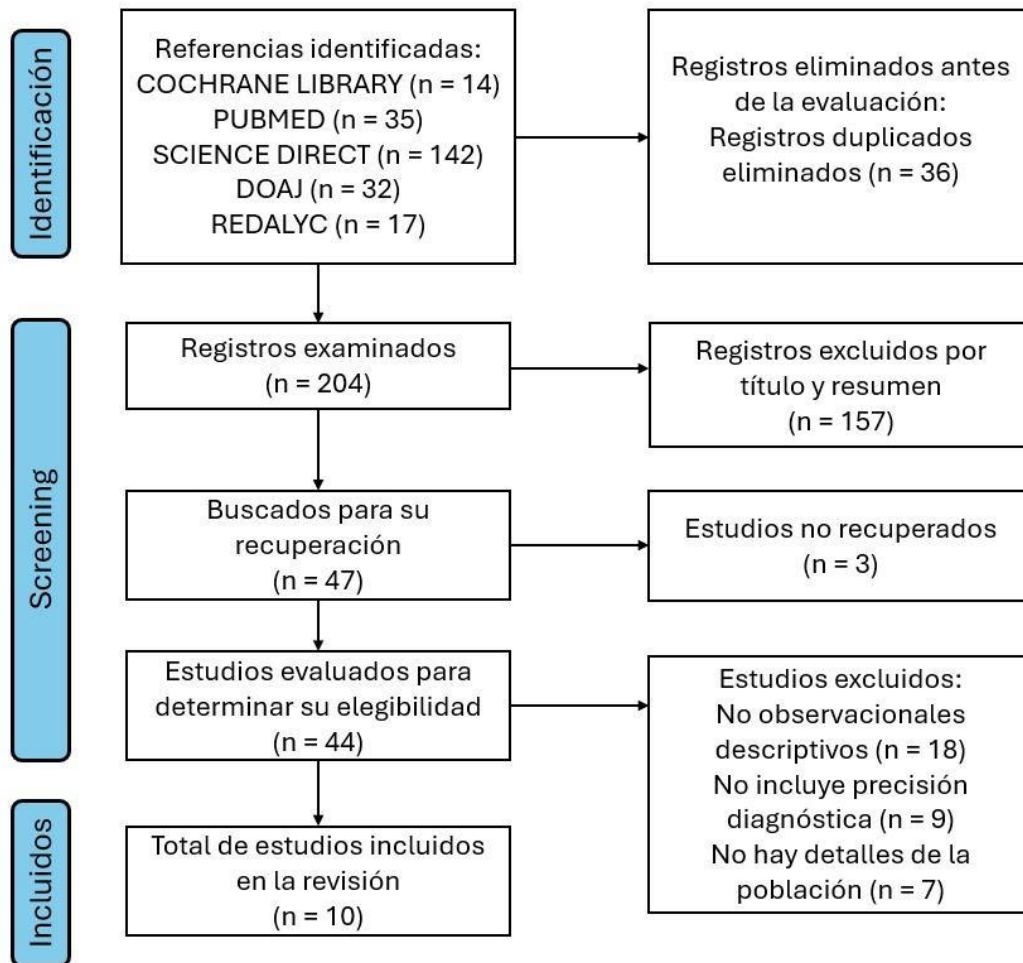 Identificación
Referencias identificadas:
COCHRANE LIBRARY (n = 14)
PUBMED (n = 35)
SCIENCE DIRECT (n = 142)
DOAJ (n = 32)
REDALYC (n = 17)
Registros eliminados antes
de la evaluación:
Registros duplicados
eliminados (n = 36)
Screening
Registros examinados
(n = 204)
Registros excluidos por
título y resumen
(n = 157)
Buscados para su
recuperación
(n = 47)
Estudios no recuperados
(n = 3)
Estudios evaluados para
determinar su elegibilidad
(n = 44)
Estudios excluidos:
No observacionales
descriptivos (n = 18)
No incluye precisión
diagnóstica (n = 9)
No hay detalles de la
población (n = 7)
Incluidos
Total de estudios incluidos
en la revisión
(n = 10)